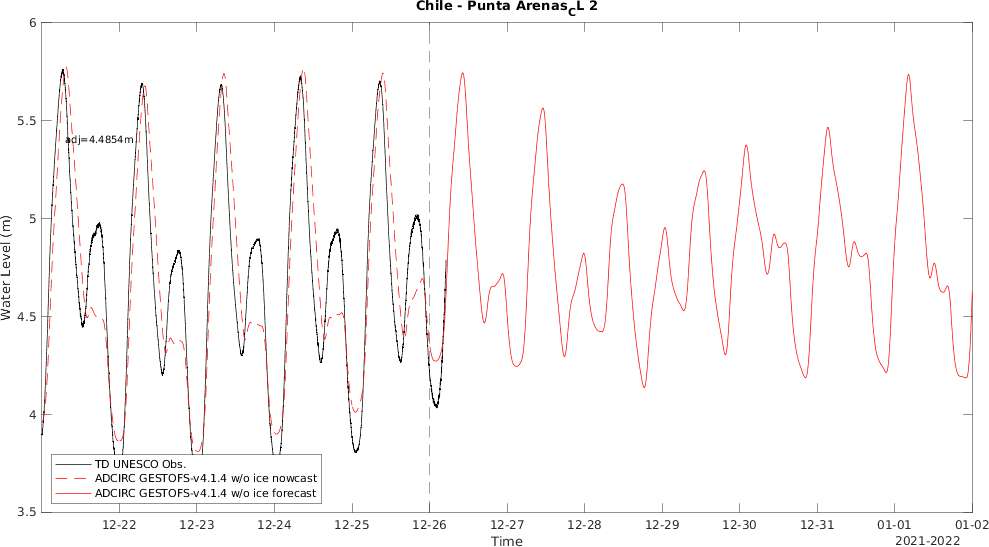 Chile - Punta Arenas_CL 2
6
5.5
5
4.5
4
3.5
Water Level (m)
adj=4.4854m
TD UNESCO Obs.
ADCIRC GESTOFS-v4.1.4 w/o ice nowcast
ADCIRC GESTOFS-v4.1.4 w/o ice forecast
12-22 12-23 12-24 12-25 12-26 12-27 12-28 12-29 12-30 12-31 01-01 01-02
Time
2021-2022